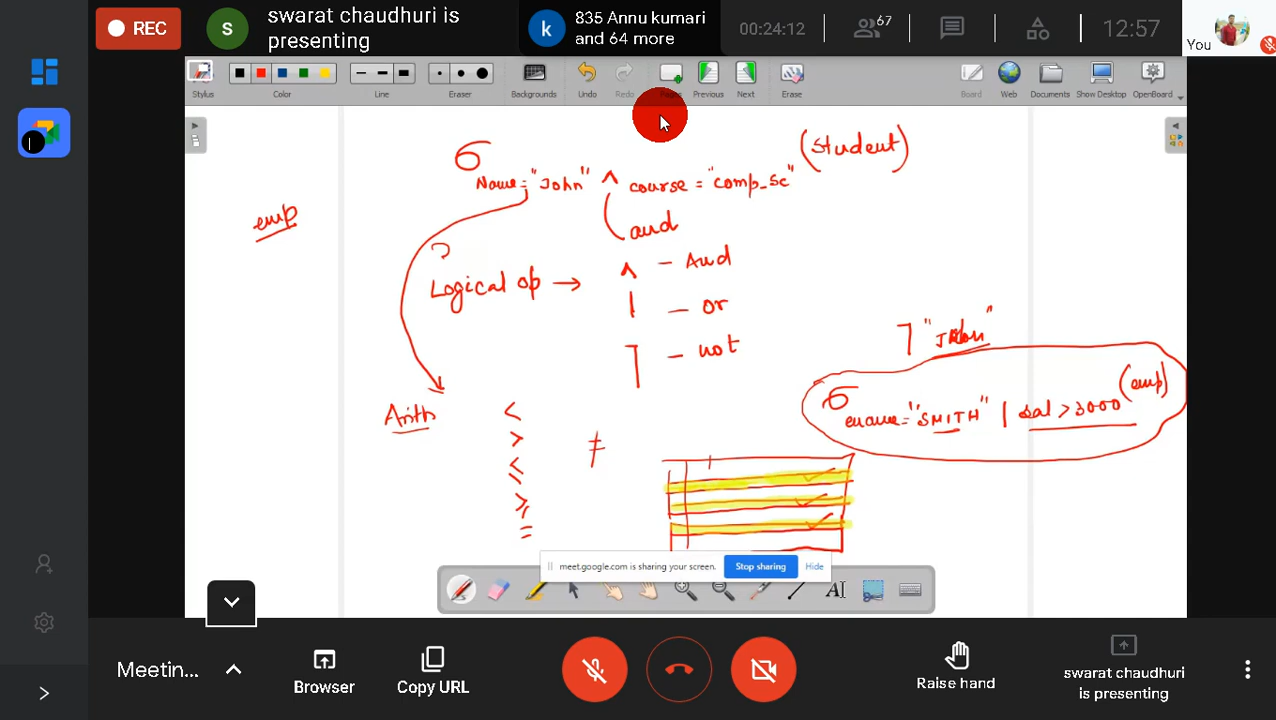 REC
s
swarat chaudhuri is
presenting
k
835 Annu kumari
and 64 more
00:24:12
67
12:57
You
Stylus
Color
Line
Eraser
Backgrounds
Undo
Redo
Pages
Previous
Next
Erase
Board
Web
Documents
Show Desktop
OpenBoard
σ Name="John" ^ course = "comp_sc" (student)
and
emp
Logical op → ^ - And
| - or
ㄱ - not
ㄱ "John"
σ ename="SMITH" | sal > 3000 (emp)
Arith
<
>
≤
≥
=
≠
meet.google.com is sharing your screen.
Stop sharing
Hide
AI
Meetin...
Browser
Copy URL
Raise hand
swarat chaudhuri
is presenting